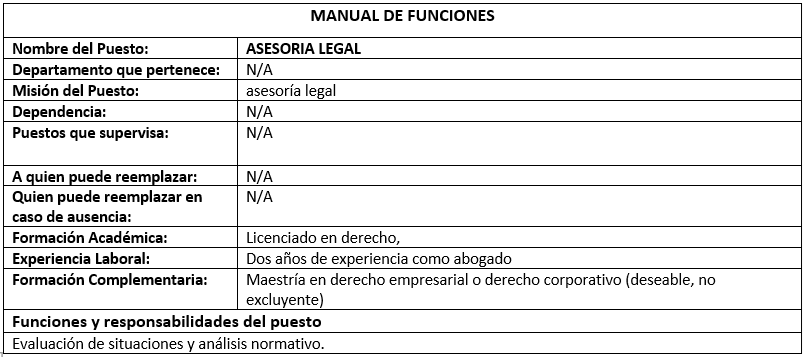 MANUAL DE FUNCIONES
Nombre del Puesto: ASESORIA LEGAL
Departamento que pertenece: N/A
Misión del Puesto: asesoría legal
Dependencia: N/A
Puestos que supervisa: N/A
A quien puede reemplazar: N/A
Quien puede reemplazar en N/A
caso de ausencia:
Formación Académica: Licenciado en derecho,
Experiencia Laboral: Dos años de experiencia como abogado
Formación Complementaria: Maestría en derecho empresarial o derecho corporativo (deseable, no
excluyente)
Funciones y responsabilidades del puesto
Evaluación de situaciones y análisis normativo.